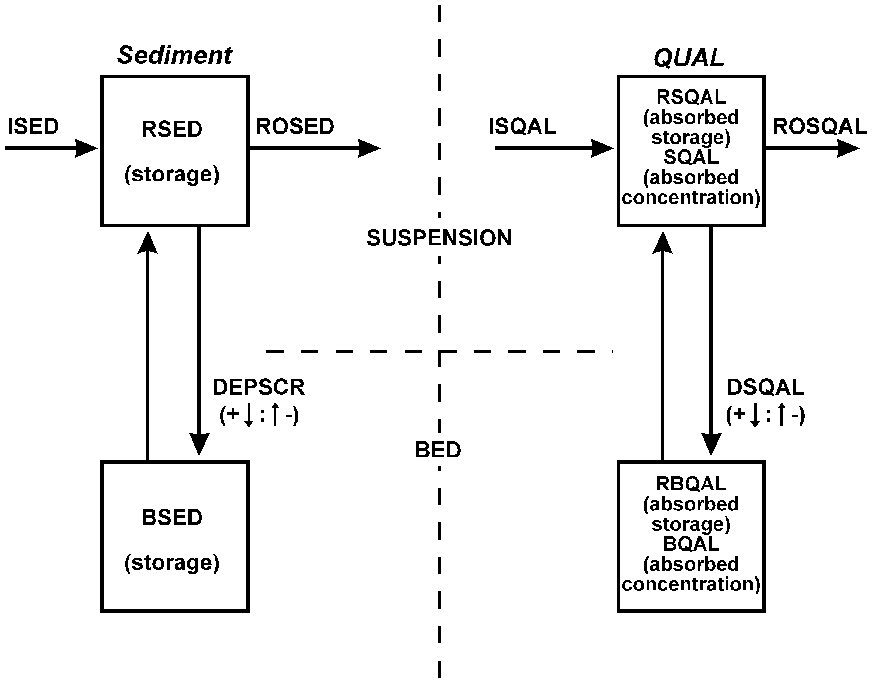 Sediment
QUAL
ISED
RSED
(storage)
ROSED
ISQAL
RSQAL
(absorbed
storage)
SQAL
(absorbed
concentration)
ROSQAL
SUSPENSION
DEPSCR
(+↓:↑-)
DSQAL
(+↓:↑-)
BED
BSED
(storage)
RBQAL
(absorbed
storage)
BQAL
(absorbed
concentration)